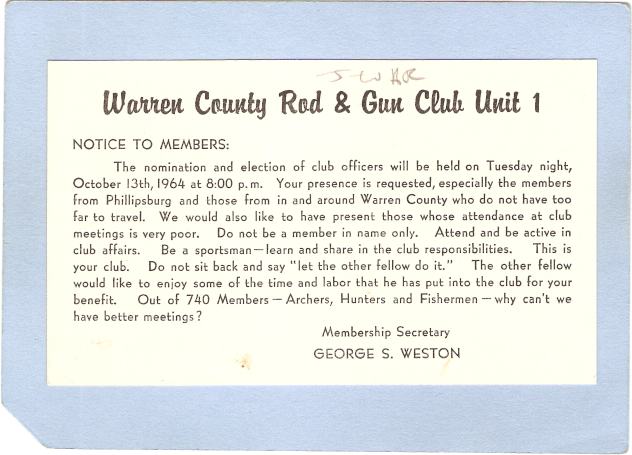 Warren County Rod & Gun Club Unit 1
NOTICE TO MEMBERS:
The nomination and election of club officers will be held on Tuesday night,
October 13th, 1964 at 8:00 p.m. Your presence is requested, especially the members
from Phillipsburg and those from in and around Warren County who do not have too
far to travel. We would also like to have present those whose attendance at club
meetings is very poor. Do not be a member in name only. Attend and be active in
club affairs. Be a sportsman—learn and share in the club responsibilities. This is
your club. Do not sit back and say "let the other fellow do it." The other fellow
would like to enjoy some of the time and labor that he has put into the club for your
benefit. Out of 740 Members — Archers, Hunters and Fishermen — why can't we
have better meetings?
Membership Secretary
GEORGE S. WESTON